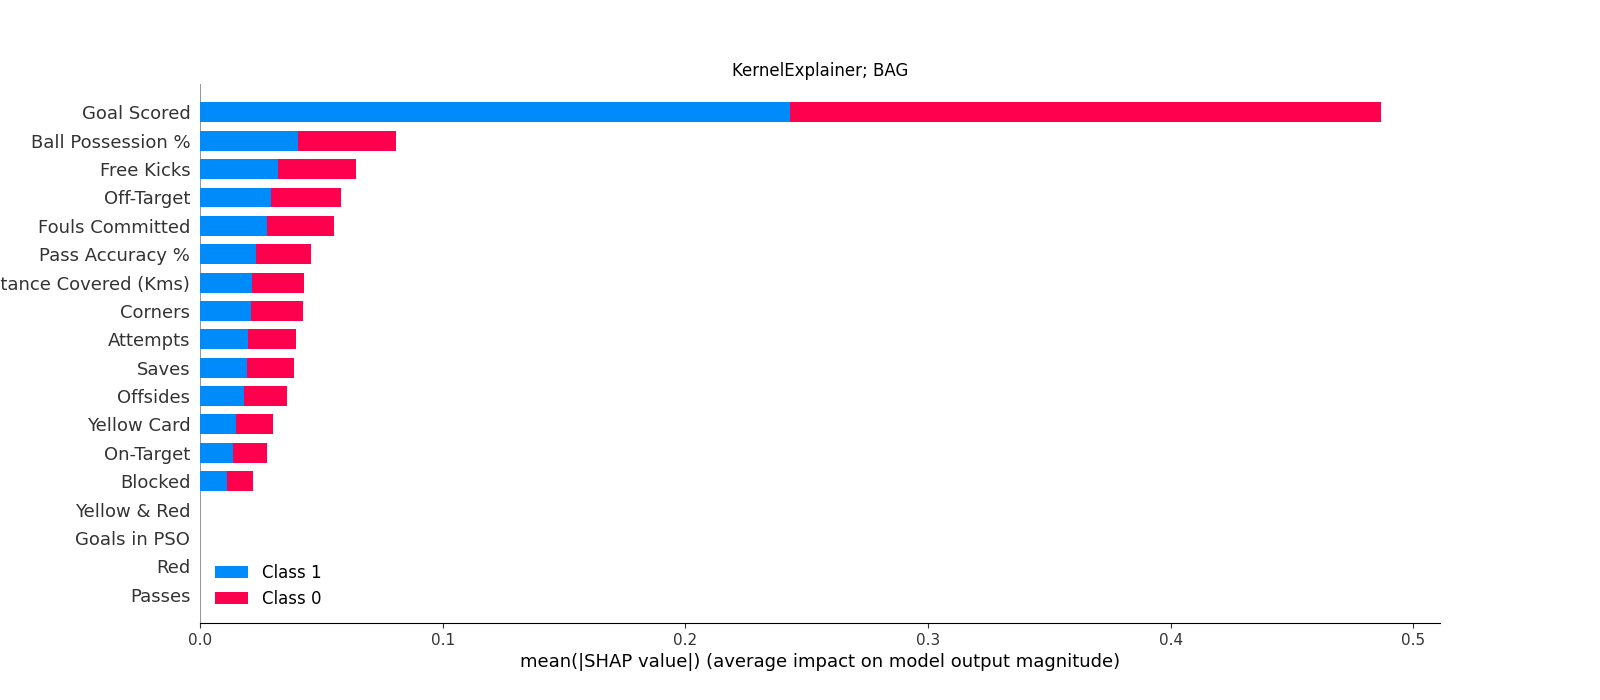 KernelExplainer; BAG
Goal Scored
Ball Possession %
Free Kicks
Off-Target
Fouls Committed
Pass Accuracy %
tance Covered (Kms)
Corners
Attempts
Saves
Offsides
Yellow Card
On-Target
Blocked
Yellow & Red
Goals in PSO
Red
Passes
Class 1
Class 0
0.0 0.1 0.2 0.3 0.4 0.5
mean(|SHAP value|) (average impact on model output magnitude)